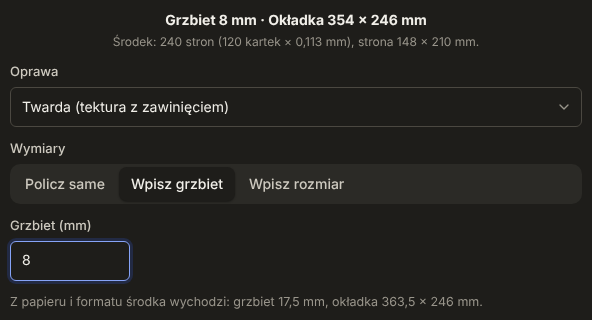 Grzbiet 8 mm · Okładka 354 × 246 mm
Środek: 240 stron (120 kartek × 0,113 mm), strona 148 × 210 mm.
Oprawa
Twarda (tektura z zawinięciem)
Wymiary
Policz same
Wpisz grzbiet
Wpisz rozmiar
Grzbiet (mm)
8
Z papieru i formatu środka wychodzi: grzbiet 17,5 mm, okładka 363,5 × 246 mm.